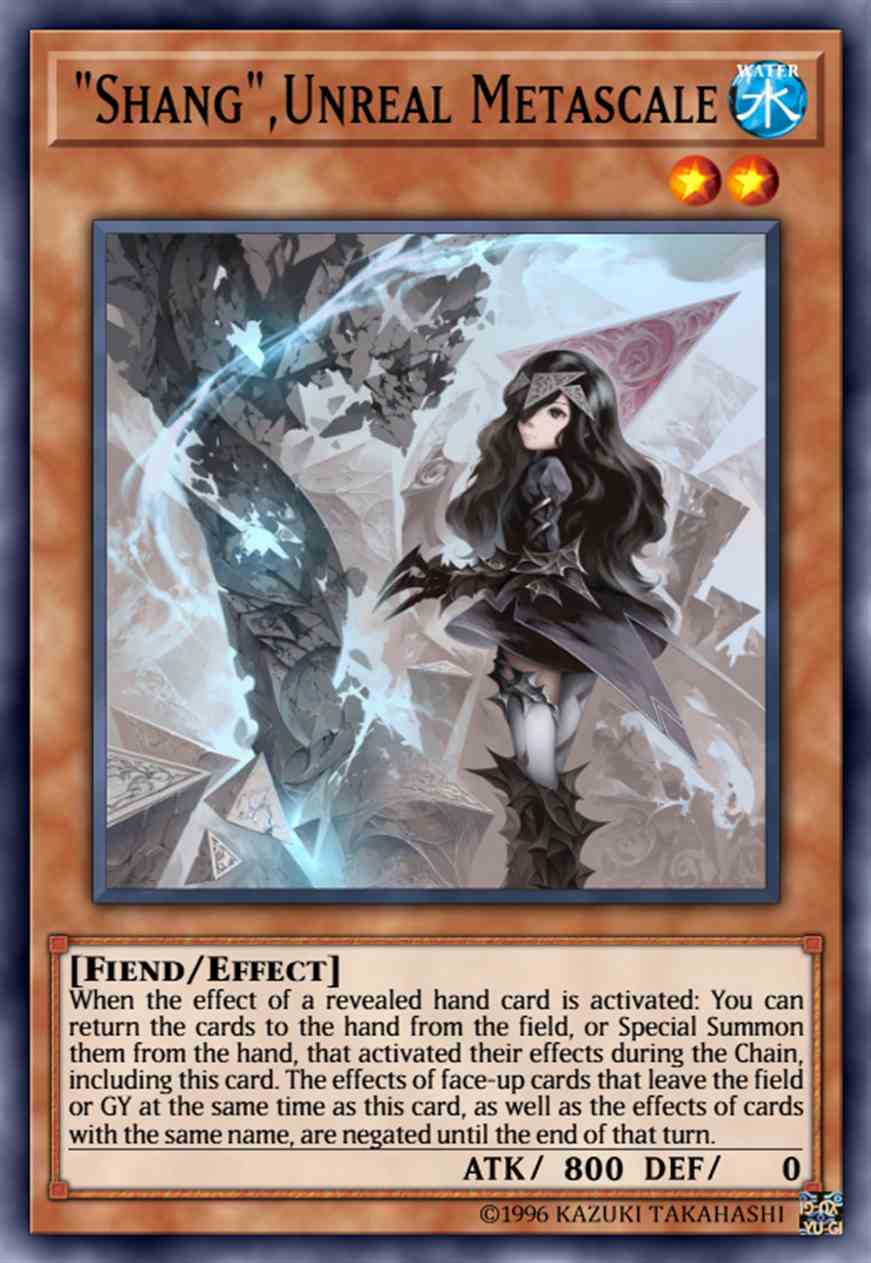 "Shang",Unreal Metascale
WATER
水
[Fiend/Effect]
When the effect of a revealed hand card is activated: You can
return the cards to the hand from the field, or Special Summon
them from the hand, that activated their effects during the Chain,
including this card. The effects of face-up cards that leave the field
or GY at the same time as this card, as well as the effects of cards
with the same name, are negated until the end of that turn.
ATK/ 800 DEF/ 0
©1996 KAZUKI TAKAHASHI